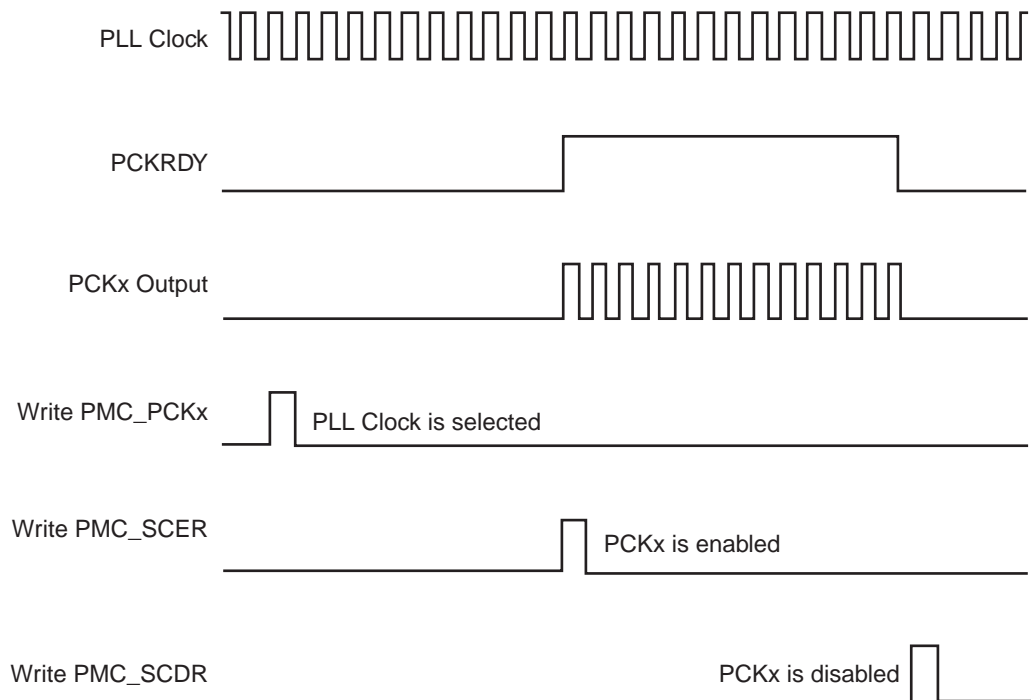 PLL Clock
PCKRDY
PCKx Output
Write PMC_PCKx
PLL Clock is selected
Write PMC_SCER
PCKx is enabled
Write PMC_SCDR
PCKx is disabled